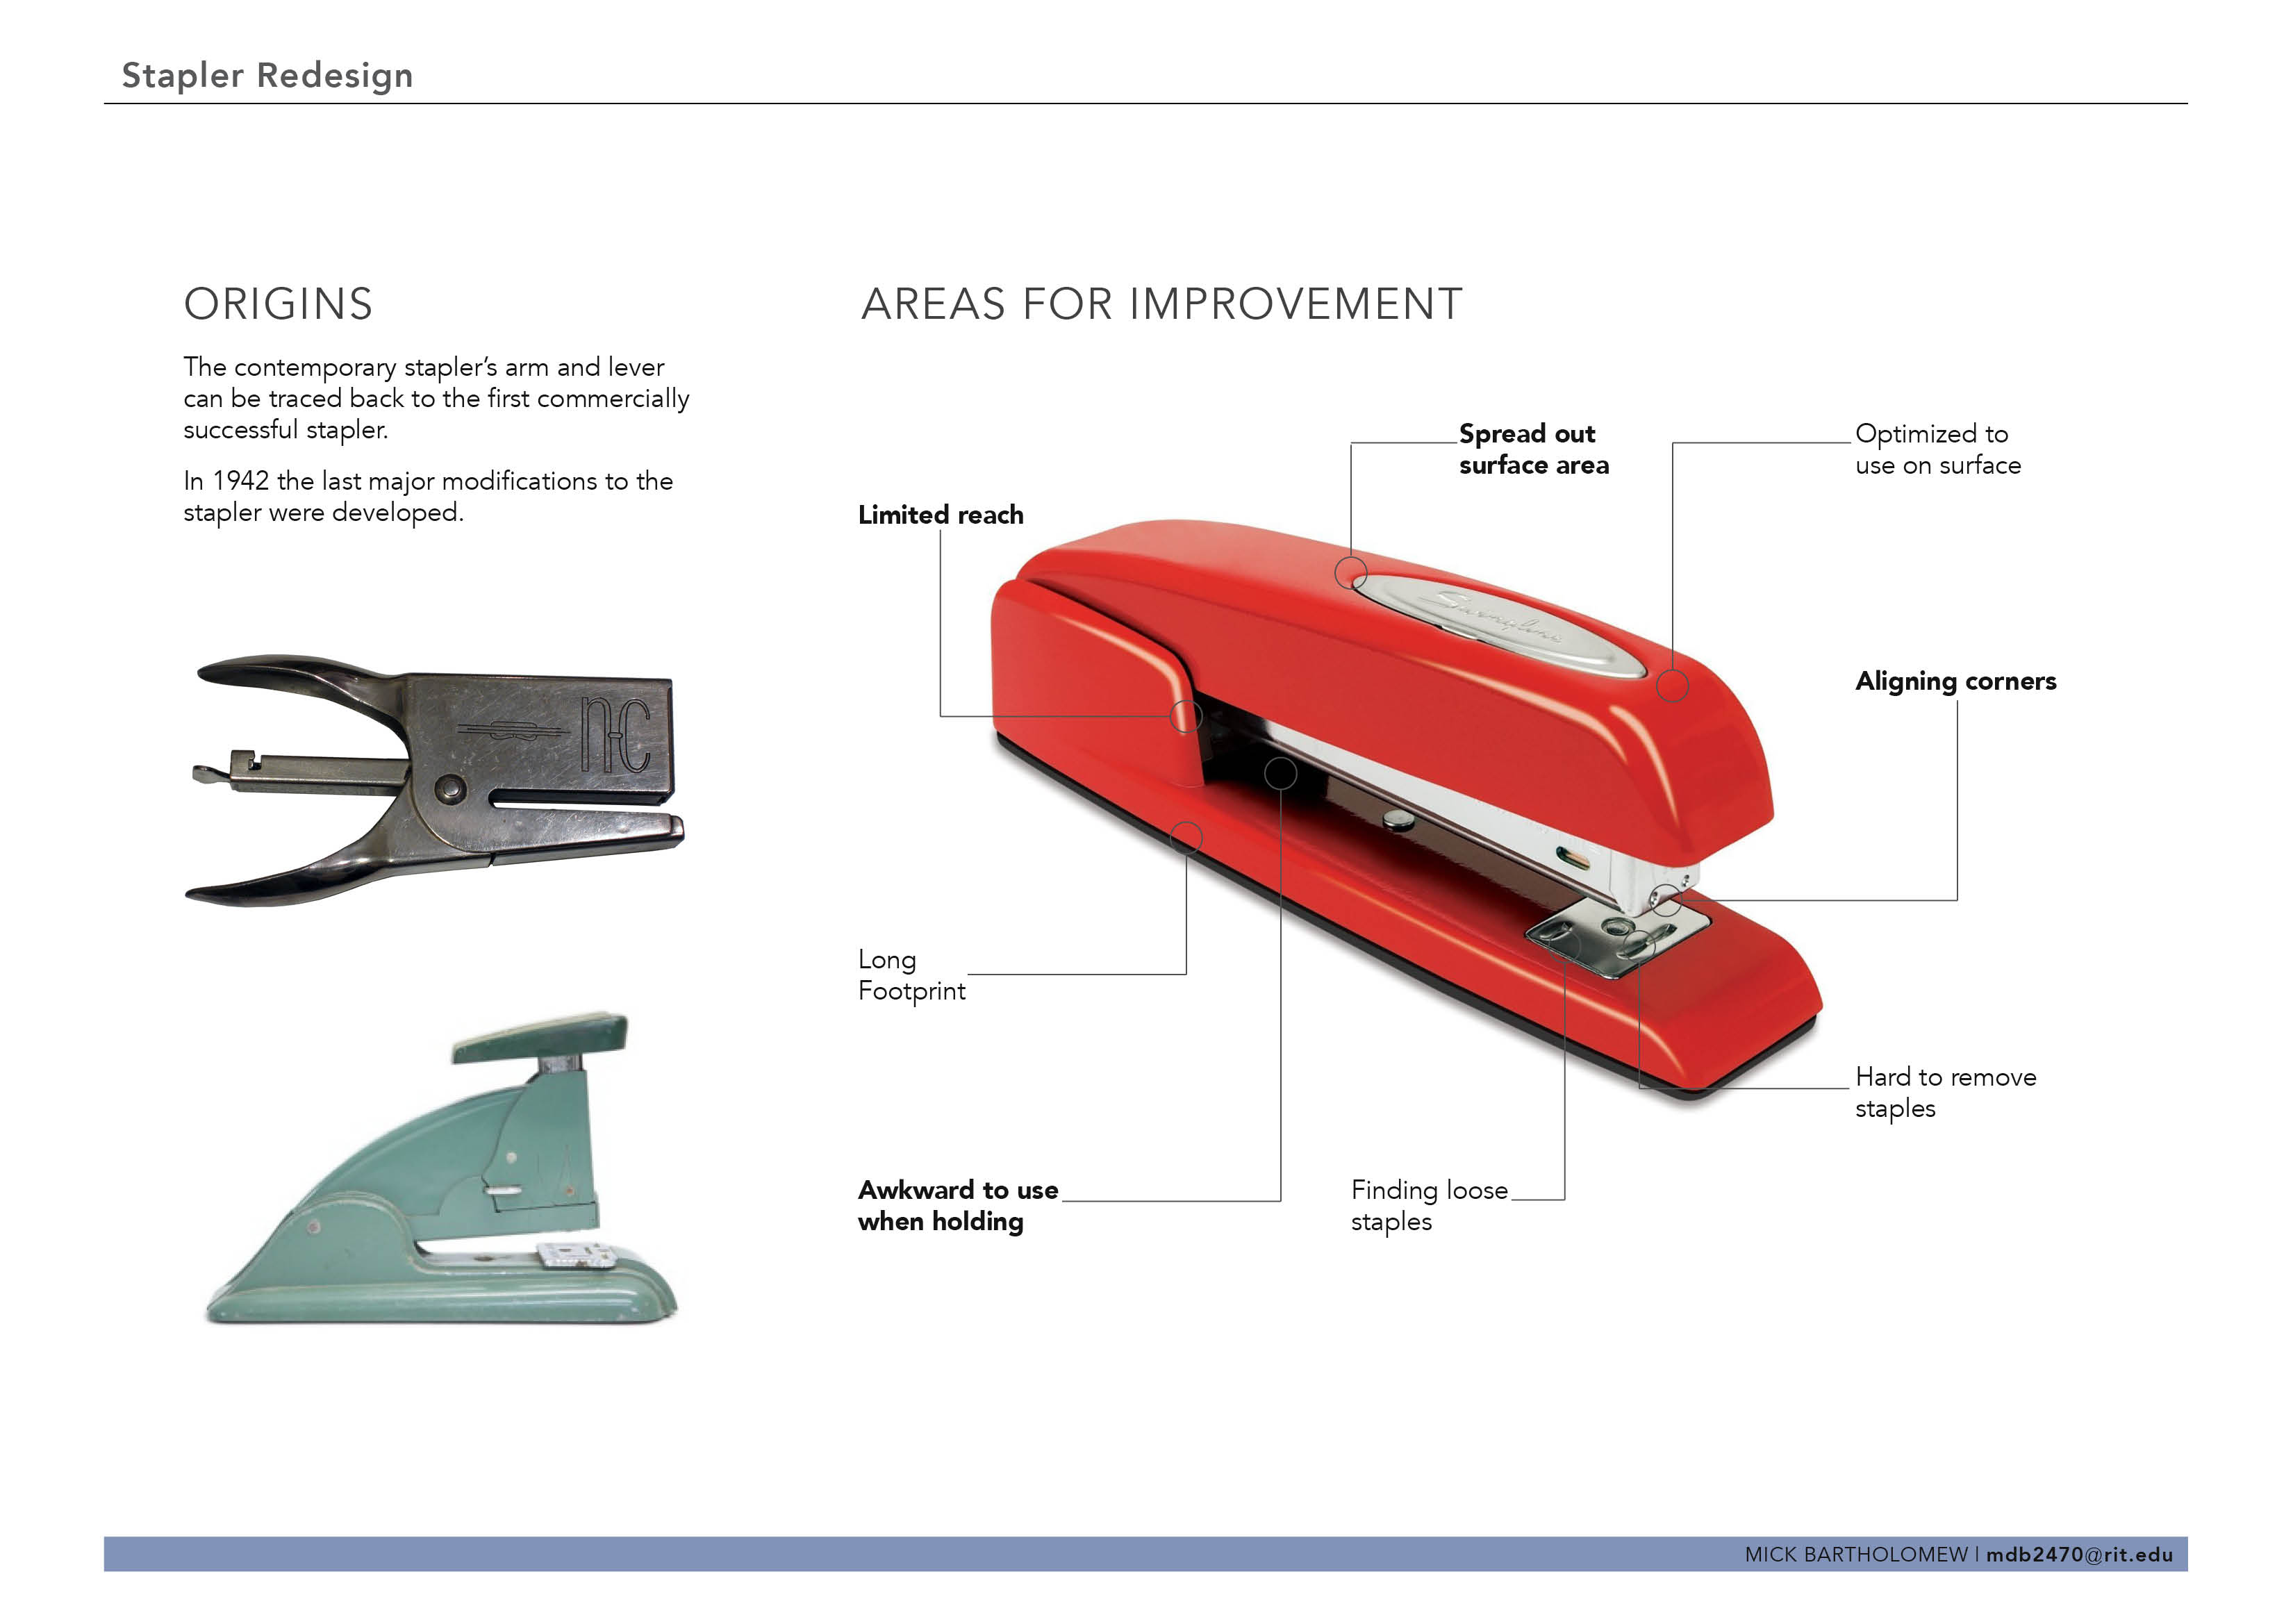 Stapler Redesign
ORIGINS
The contemporary stapler’s arm and lever
can be traced back to the first commercially
successful stapler.
In 1942 the last major modifications to the
stapler were developed.
nc
AREAS FOR IMPROVEMENT
Limited reach
Spread out
surface area
Optimized to
use on surface
Swingline
Aligning corners
Long
Footprint
Hard to remove
staples
Awkward to use
when holding
Finding loose
staples
MICK BARTHOLOMEW | mdb2470@rit.edu